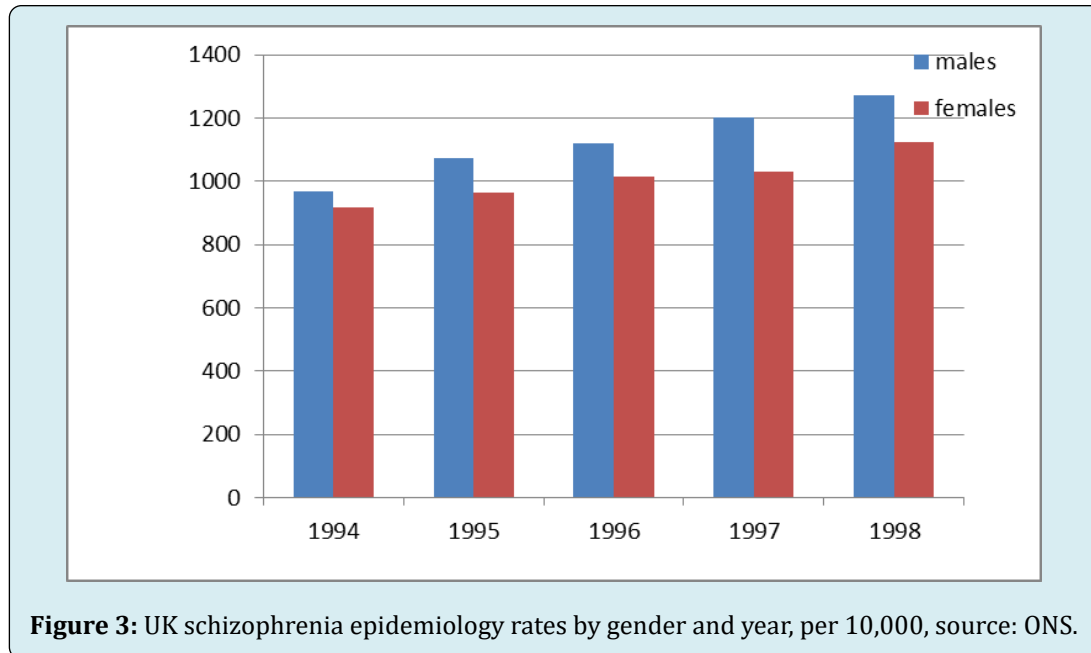 1400
1200
1000
800
600
400
200
0
males
females
1994 1995 1996 1997 1998
Figure 3: UK schizophrenia epidemiology rates by gender and year, per 10,000, source: ONS.